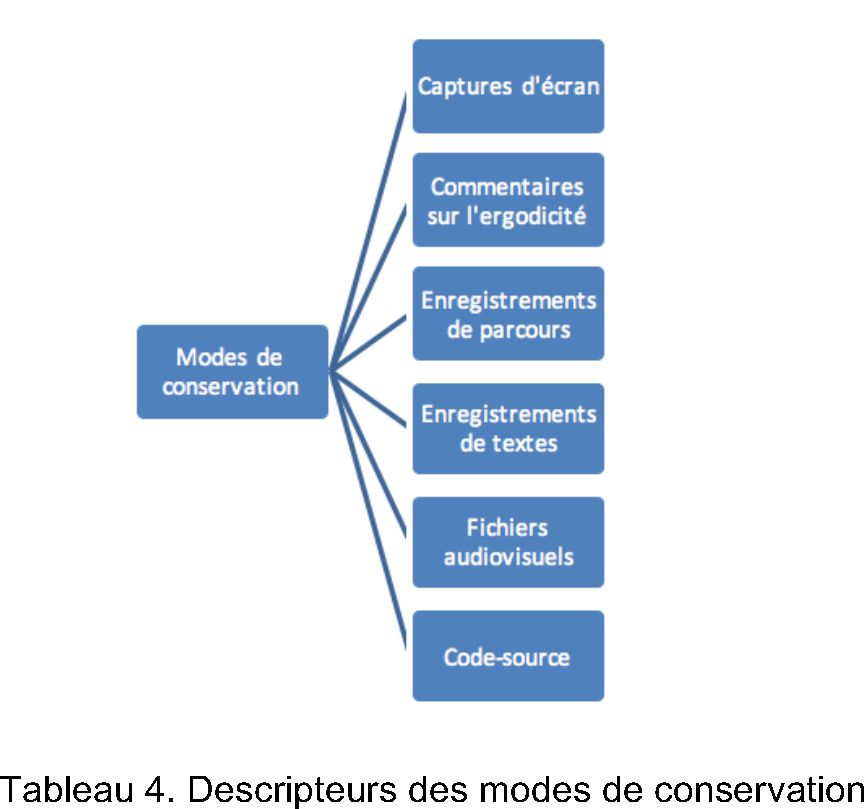 Captures d'écran
Commentaires
sur l'ergodicité
Enregistrements
de parcours
Modes de
conservation
Enregistrements
de textes
Fichiers
audiovisuels
Code-source
Tableau 4. Descripteurs des modes de conservation